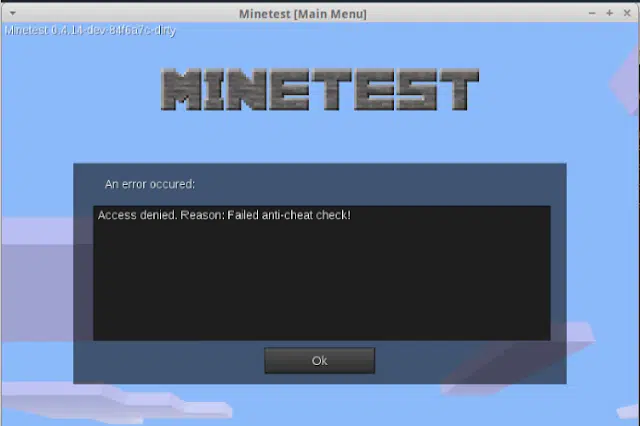 Minetest [Main Menu]
Minetest 0.4.14-dev-84f6a7c-dirty
MINETEST
An error occured:
Access denied. Reason: Failed anti-cheat check!
Ok